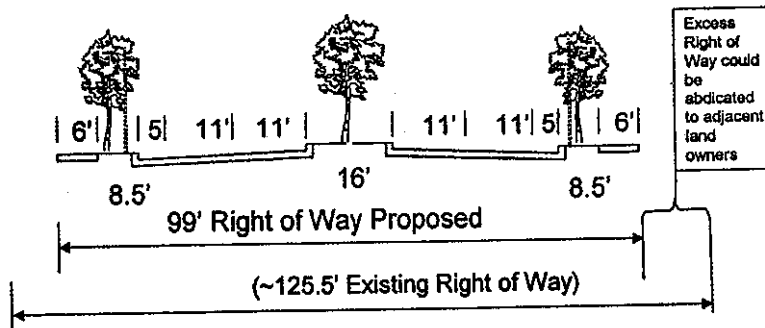 Excess
Right of
Way could
be
abdicated
to adjacent
land
owners
6' 5 11' 11' 11' 11' 5 6'
8.5' 16' 8.5'
99' Right of Way Proposed
(~125.5' Existing Right of Way)